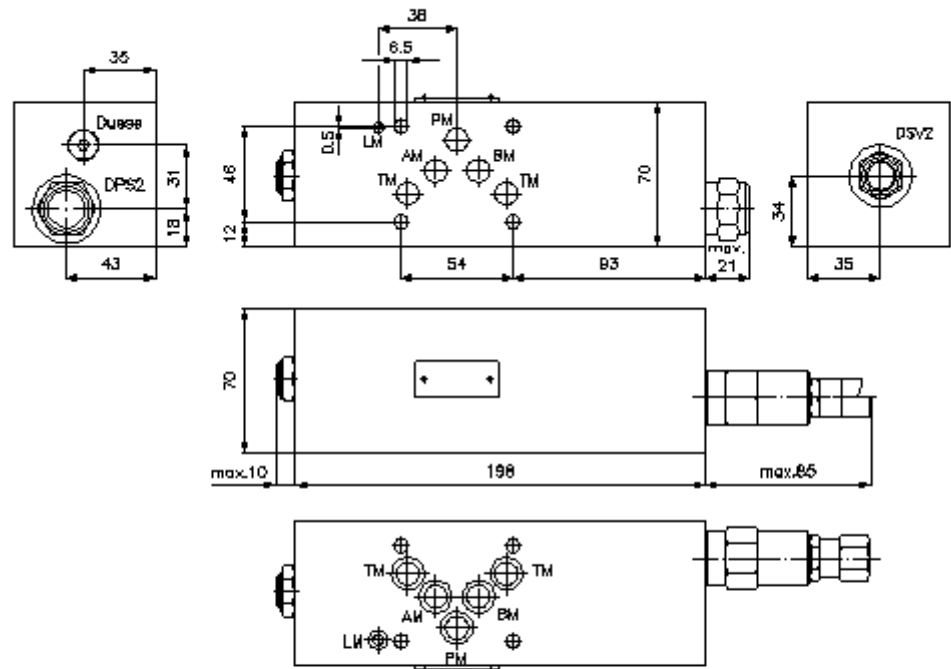 38
6.5
35
Duese
DPS2
31
18
43
PM
LM
0.5
AM
BM
TM
TM
46
12
70
54
93
max.
21
DSV2
34
35
70
max.10
198
max.85
TM
TM
AM
BM
LM
PM